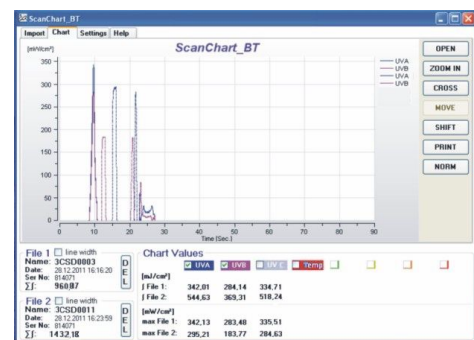 ScanChart_BT
Import Chart Settings Help
[mW/cm²]
ScanChart_BT
UVA
UVB
UVA
UVB
350
300
250
200
150
100
50
0
0 10 20 30 40 50 60 70 80 90
Time (Sec.)
OPEN
ZOOM IN
CROSS
MOVE
SHIFT
PRINT
NORM
File 1 line width
Name: 3CSD0003
Date: 28.12.2011 16:16:20
Ser No: 814071
∑∫: 960,87
DEL
File 2 line width
Name: 3CSD0011
Date: 28.12.2011 16:23:59
Ser No: 814071
∑∫: 1432,18
DEL
Chart Values
UVA UVB UV C Temp
[mJ/cm²]
∫ File 1: 342,01 284,14 334,71
∫ File 2: 544,63 369,31 518,24
[mW/cm²]
max File 1: 342,13 283,48 335,51
max File 2: 295,21 183,77 284,63